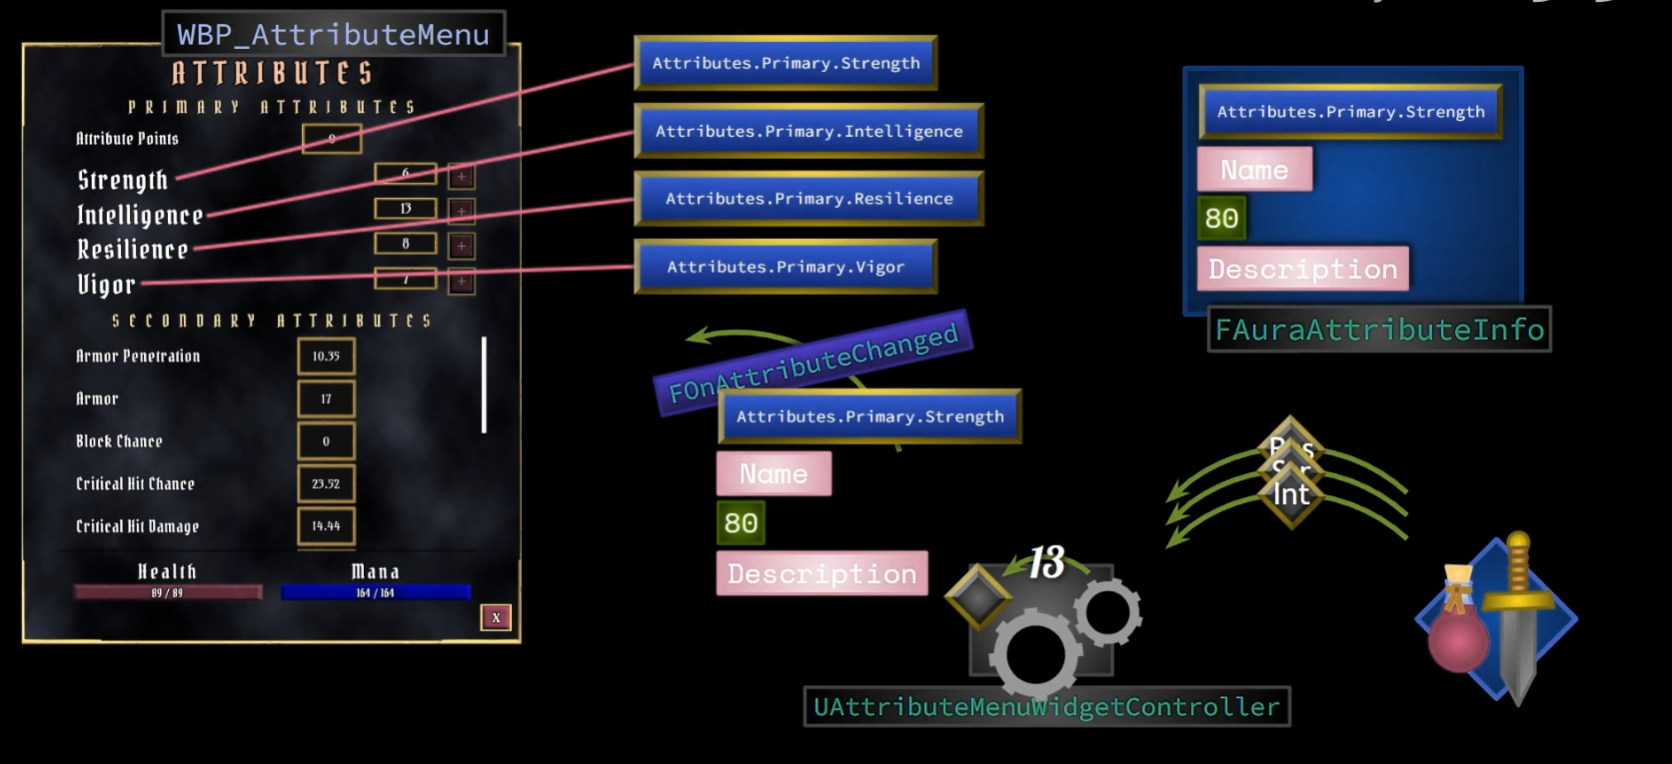 WBP_AttributeMenu
ATTRIBUTES
PRIMARY ATTRIBUTES
Attribute Points
Strength
6
+
Intelligence
13
+
Resilience
8
+
Vigor
+
SECONDARY ATTRIBUTES
Armor Penetration
10.35
Armor
17
Block Chance
0
Critical Hit Chance
23.52
Critical Hit Damage
14.44
Health
Mana
89 / 89
164 / 164
X
Attributes.Primary.Strength
Attributes.Primary.Intelligence
Attributes.Primary.Resilience
Attributes.Primary.Vigor
FOnAttributeChanged
Attributes.Primary.Strength
Name
80
Description
13
UAttributeMenuWidgetController
Attributes.Primary.Strength
Name
80
Description
FAuraAttributeInfo
Int